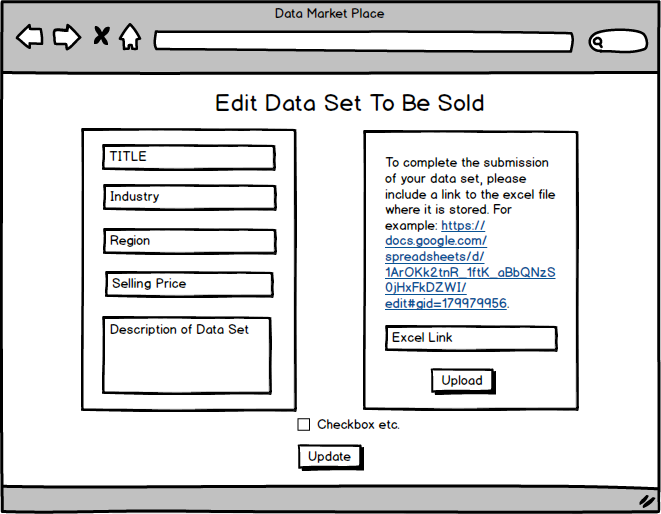 Data Market Place
Edit Data Set To Be Sold
TITLE
Industry
Region
Selling Price
Description of Data Set
To complete the submission
of your data set, please
include a link to the excel file
where it is stored. For
example: https://
docs.google.com/
spreadsheets/d/
1ArOKk2tnR_1ftK_aBbQNzS
0jHxFkDZWI/
edit#gid=179979956.
Excel Link
Upload
Checkbox etc.
Update